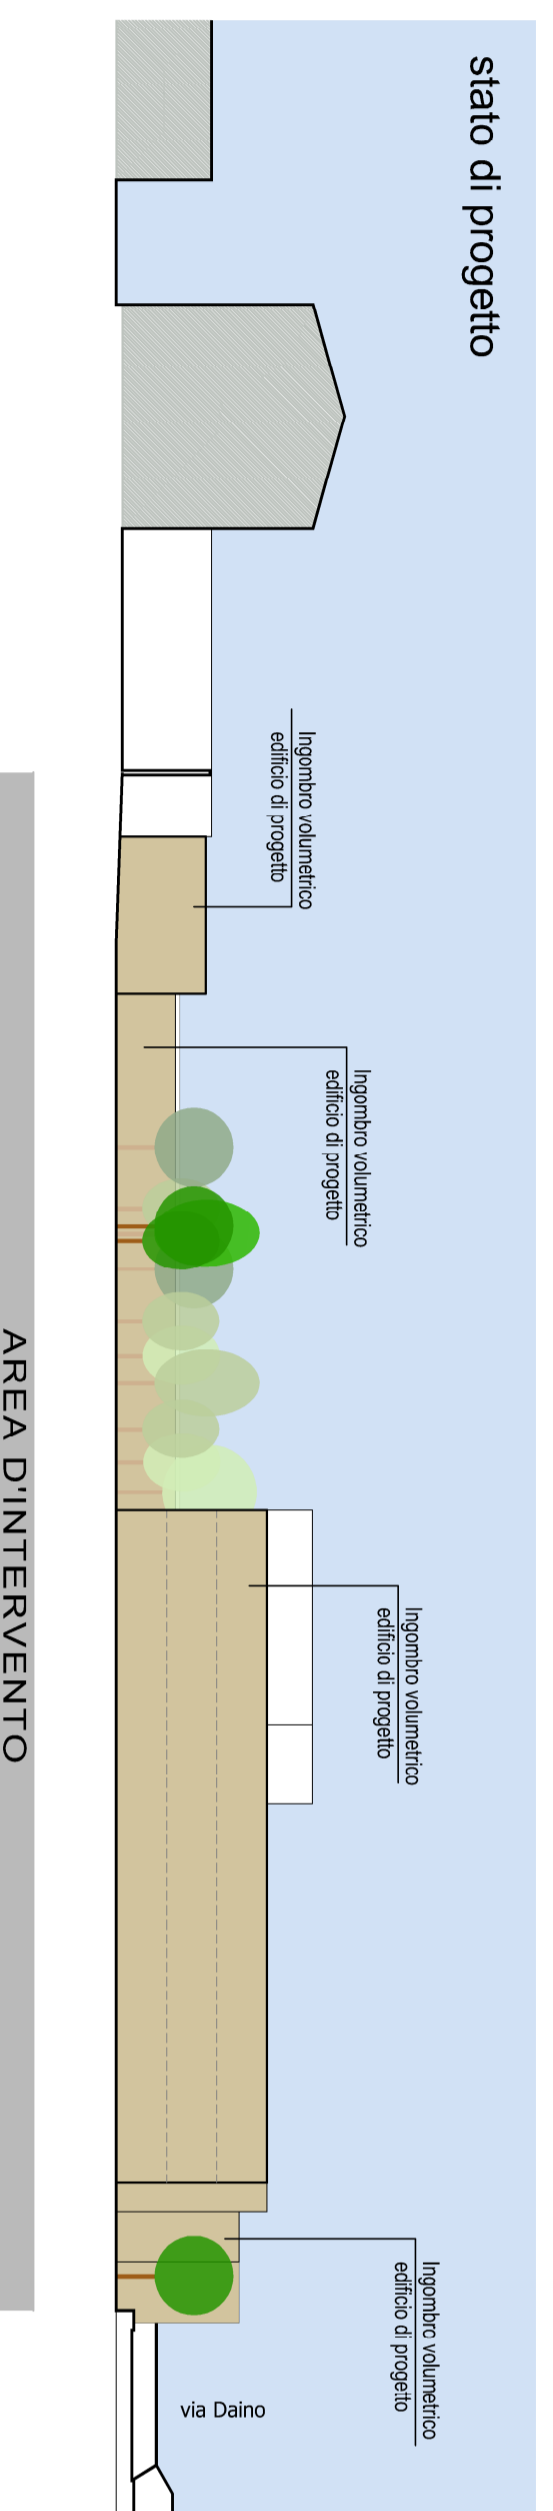 stato di progetto
Ingombro volumetrico
edificio di progetto
Ingombro volumetrico
edificio di progetto
Ingombro volumetrico
edificio di progetto
Ingombro volumetrico
edificio di progetto
via Daino
AREA D'INTERVENTO